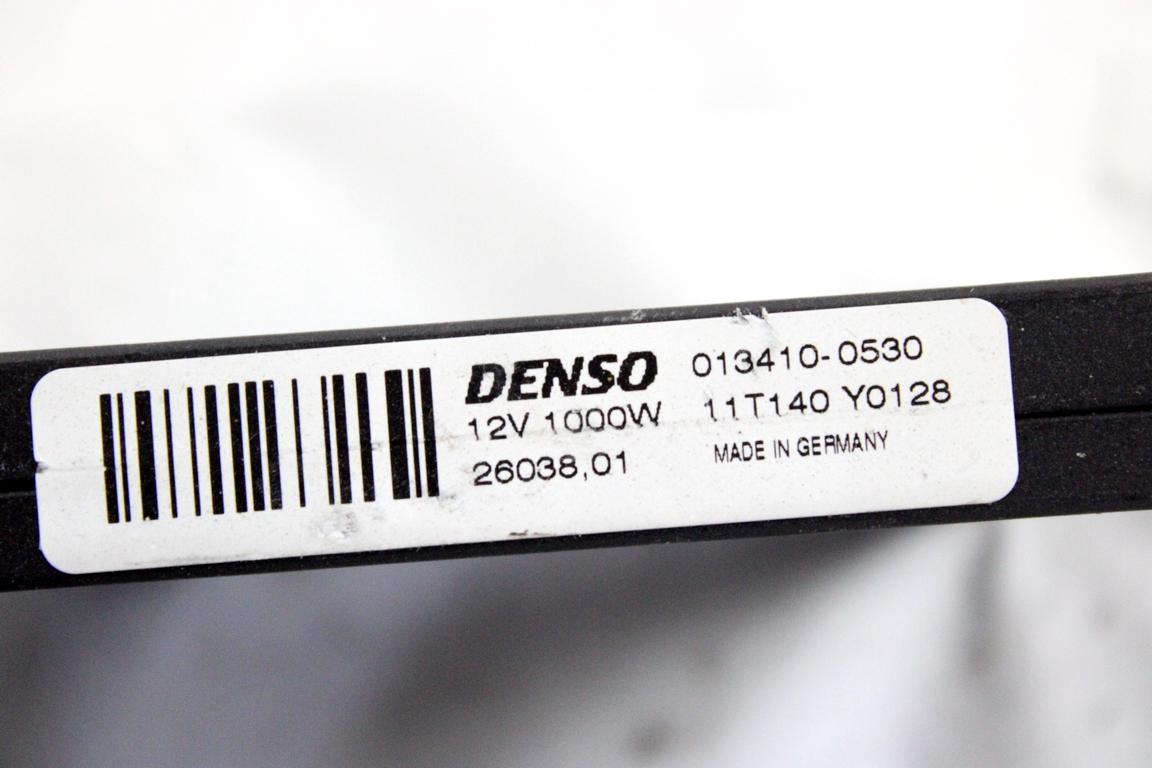 DENSO 013410-0530
12V 1000W 11T140 Y0128
26038,01 MADE IN GERMANY